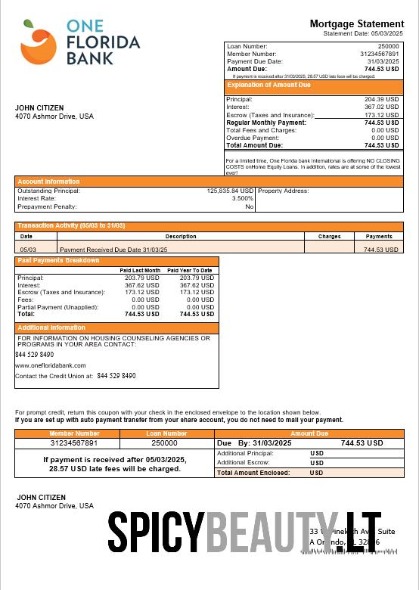 ONE
FLORIDA
BANK
Mortgage Statement
Statement Date: 05/03/2025
Loan Number: 250000
Member Number: 31234567891
Payment Due Date: 31/03/2025
Amount Due: 744.53 USD
If payment is received after 31/03/2025, 28.57 USD late fees will be charged.
Explanation of Amount Due
Principal: 204.39 USD
Interest: 367.02 USD
Escrow (Taxes and Insurance): 173.12 USD
Regular Monthly Payment: 744.53 USD
Total Fees and Charges: 0.00 USD
Overdue Payment: 0.00 USD
Total Amount Due: 744.53 USD
For a limited time, One Florida bank International is offering NO CLOSING
COSTS onHome Equity Loans. In addition, rates are at some of the lowest
ever!
JOHN CITIZEN
4070 Ashmor Drive, USA
Account Information
Outstanding Principal: 125,835.84 USD Property Address:
Interest Rate: 3.500%
Prepayment Penalty: No
Transaction Activity (05/03 to 31/05)
Date Description Charges Payments
05/03 Payment Received Due Date 31/03/25 744.53 USD
Past Payments Breakdown
Paid Last Month Paid Year To Date
Principal: 203.79 USD 203.79 USD
Interest: 367.62 USD 367.62 USD
Escrow (Taxes and Insurance): 173.12 USD 173.12 USD
Fees: 0.00 USD 0.00 USD
Partial Payment (Unapplied): 0.00 USD 0.00 USD
Total: 744.53 USD 744.53 USD
Additional Information
FOR INFORMATION ON HOUSING COUNSELING AGENCIES OR
PROGRAMS IN YOUR AREA CONTACT:
844 529 8490
www.onefloridabank.com
Contact the Credit Union at: 844 529 8490
For prompt credit, return this coupon with your check in the enclosed envelope to the location shown below.
If you are set up with auto payment transfer from your share account, you do not need to mail your payment.
Member Number Loan Number Amount Due
31234567891 250000 Due By: 31/03/2025 744.53 USD
If payment is received after 05/03/2025,
28.57 USD late fees will be charged.
Additional Principal: USD
Additional Escrow: USD
Total Amount Enclosed: USD
JOHN CITIZEN
4070 Ashmor Drive, USA
SPICYBEAUTY.LT
Suite